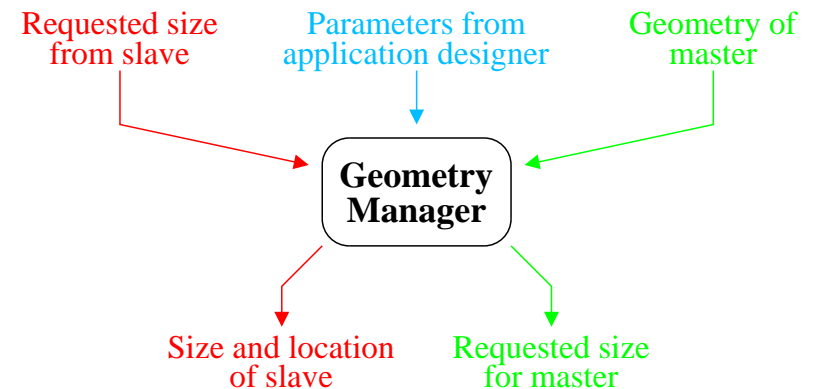 Requested size
from slave
Parameters from
application designer
Geometry of
master
Geometry
Manager
Size and location
of slave
Requested size
for master